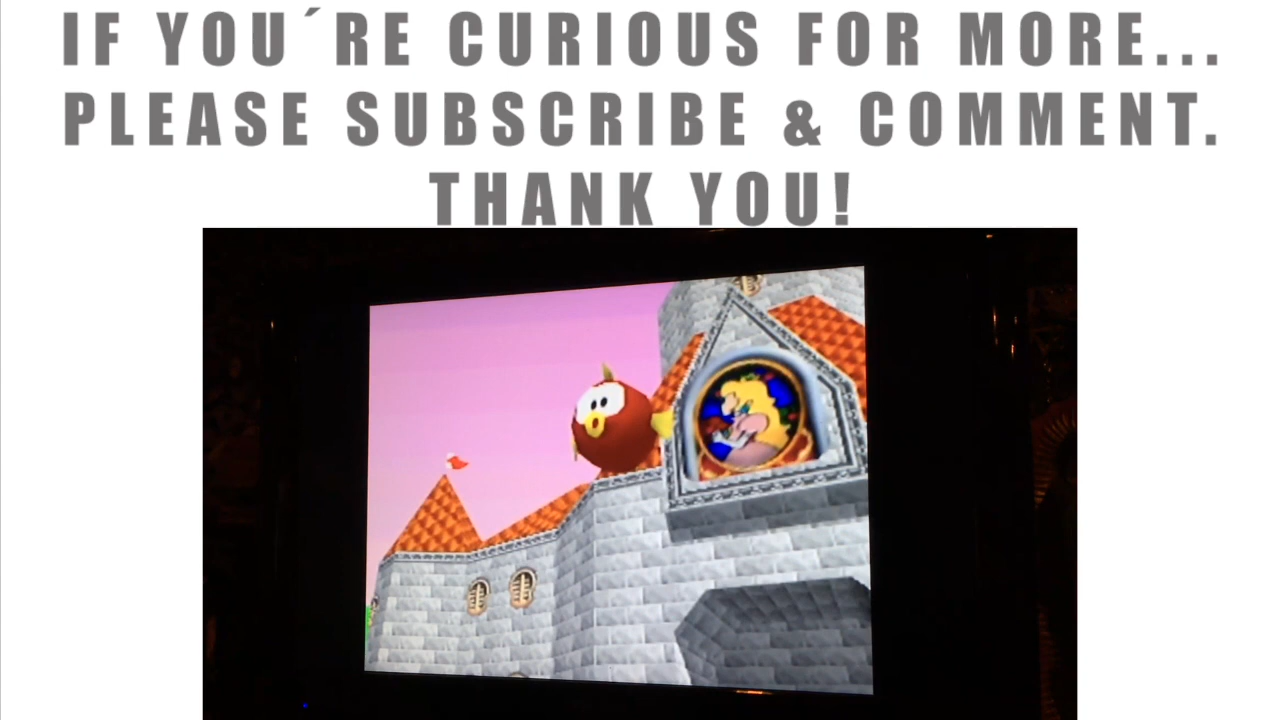 IF YOU´RE CURIOUS FOR MORE...
PLEASE SUBSCRIBE & COMMENT.
THANK YOU!